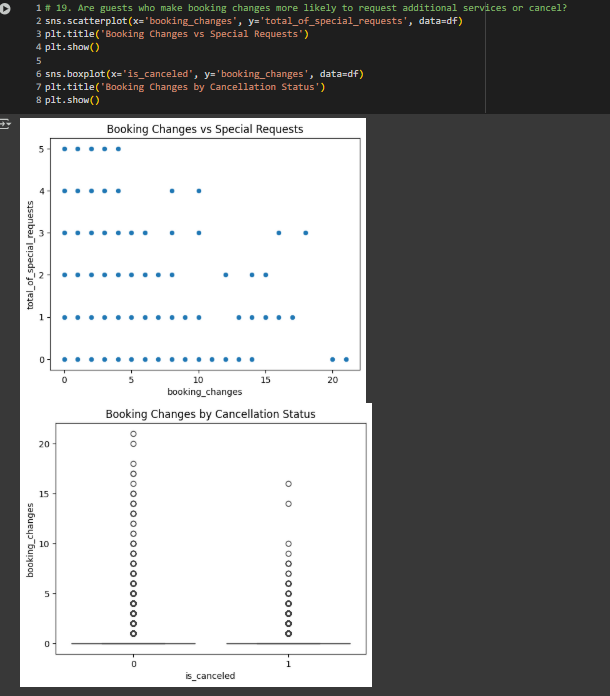 1 # 19. Are guests who make booking changes more likely to request additional services or cancel?
2 sns.scatterplot(x='booking_changes', y='total_of_special_requests', data=df)
3 plt.title('Booking Changes vs Special Requests')
4 plt.show()
5
6 sns.boxplot(x='is_canceled', y='booking_changes', data=df)
7 plt.title('Booking Changes by Cancellation Status')
8 plt.show()
Booking Changes vs Special Requests
total_of_special_requests
5
4
3
2
1
0
0 5 10 15 20
booking_changes
Booking Changes by Cancellation Status
booking_changes
20
15
10
5
0
0 1
is_canceled